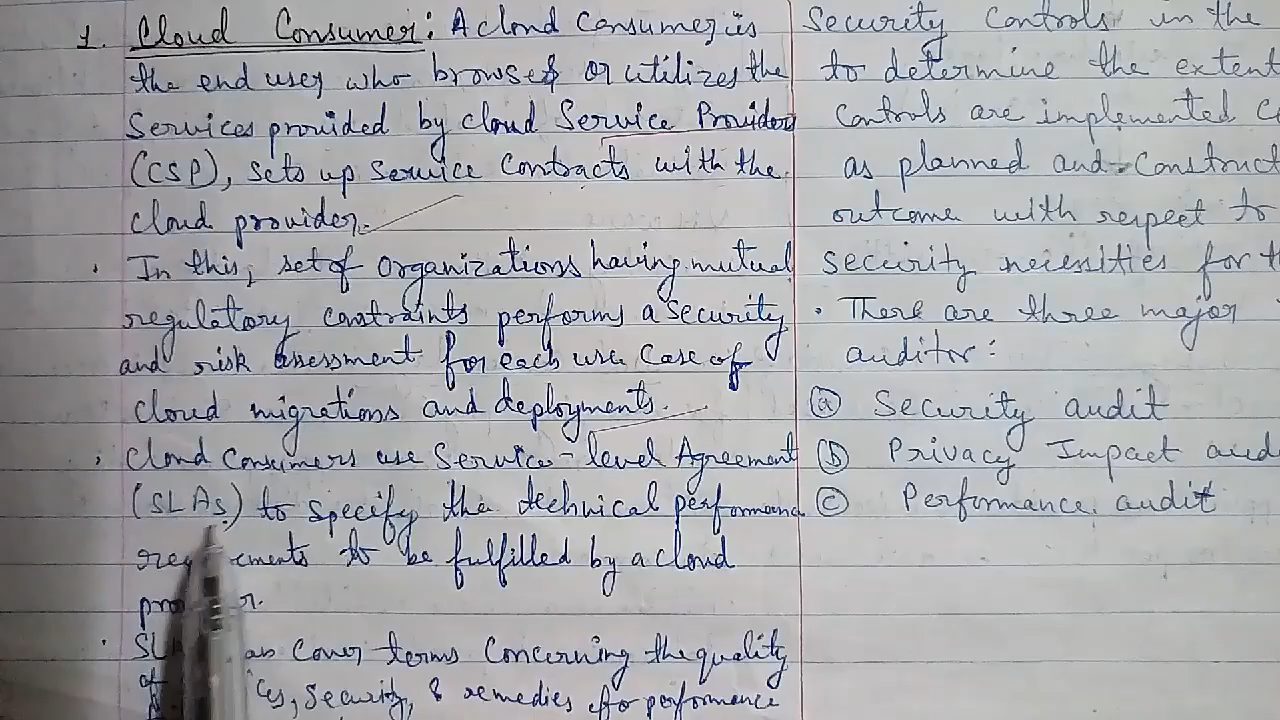 1. Cloud Consumer: A cloud Consumer is
the end user who browses or utilizes the
Services provided by cloud Service Providers
(CSP), sets up service contracts with the
cloud provider.
• In this, set of organizations having mutual
regulatory constraints performs a security
and risk assessment for each use case of
cloud migrations and deployments.
• Cloud Consumers use Service-level Agreement
(SLAs) to specify the technical performance
to be fulfilled by a cloud
• cover terms concerning the quality
of security, & remedies for performance
Security Controls in the
to determine the extent
controls are implemented
as planned and construct
outcome with respect to
security necessities for
• There are three major
auditor:
(a) Security audit
(b) Privacy Impact
(c) Performance audit